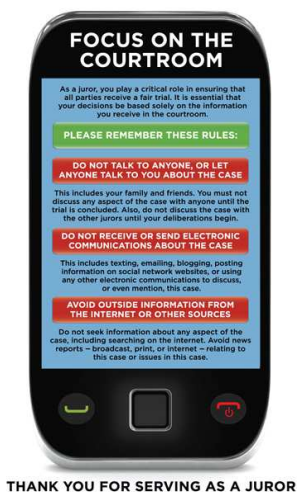 FOCUS ON THE
COURTROOM
As a juror, you play a critical role in ensuring that
all parties receive a fair trial. It is essential that
your decisions be based solely on the information
you receive in the courtroom.
PLEASE REMEMBER THESE RULES:
DO NOT TALK TO ANYONE, OR LET
ANYONE TALK TO YOU ABOUT THE CASE
This includes your family and friends. You must not
discuss any aspect of the case with anyone until the
trial is concluded. Also, do not discuss the case with
the other jurors until your deliberations begin.
DO NOT RECEIVE OR SEND ELECTRONIC
COMMUNICATIONS ABOUT THE CASE
This includes texting, emailing, blogging, posting
information on social network websites, or using
any other electronic communications to discuss,
or even mention, this case.
AVOID OUTSIDE INFORMATION FROM
THE INTERNET OR OTHER SOURCES
Do not seek information about any aspect of the
case, including searching on the internet. Avoid news
reports – broadcast, print, or internet – relating to
this case or issues in this case.
THANK YOU FOR SERVING AS A JUROR